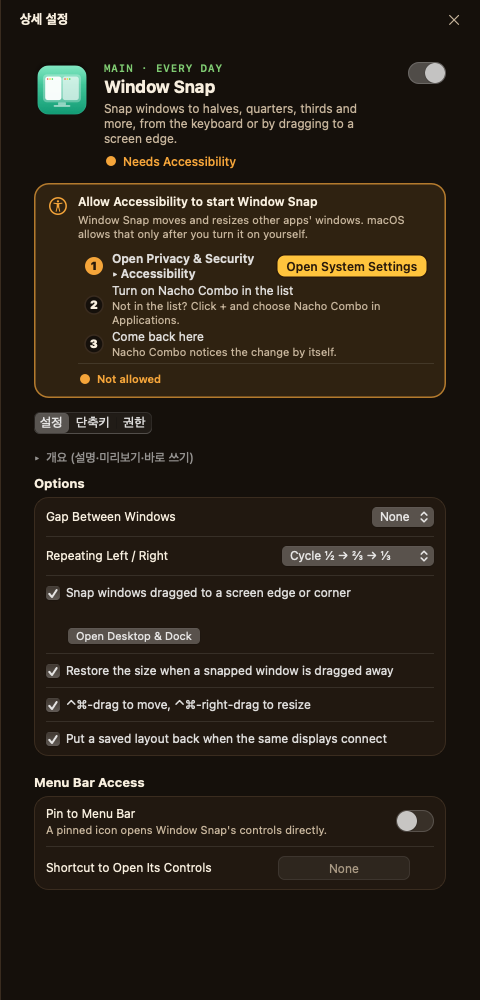 상세 설정
MAIN · EVERY DAY
Window Snap
Snap windows to halves, quarters, thirds and
more, from the keyboard or by dragging to a
screen edge.
Needs Accessibility
Allow Accessibility to start Window Snap
Window Snap moves and resizes other apps' windows. macOS
allows that only after you turn it on yourself.
1 Open Privacy & Security
▸ Accessibility
Open System Settings
2 Turn on Nacho Combo in the list
Not in the list? Click + and choose Nacho Combo in
Applications.
3 Come back here
Nacho Combo notices the change by itself.
Not allowed
설정 단축키 권한
▸ 개요 (설명·미리보기·바로 쓰기)
Options
Gap Between Windows None
Repeating Left / Right Cycle ½ → ⅔ → ⅓
Snap windows dragged to a screen edge or corner
Open Desktop & Dock
Restore the size when a snapped window is dragged away
⌃⌘-drag to move, ⌃⌘-right-drag to resize
Put a saved layout back when the same displays connect
Menu Bar Access
Pin to Menu Bar
A pinned icon opens Window Snap's controls directly.
Shortcut to Open Its Controls None